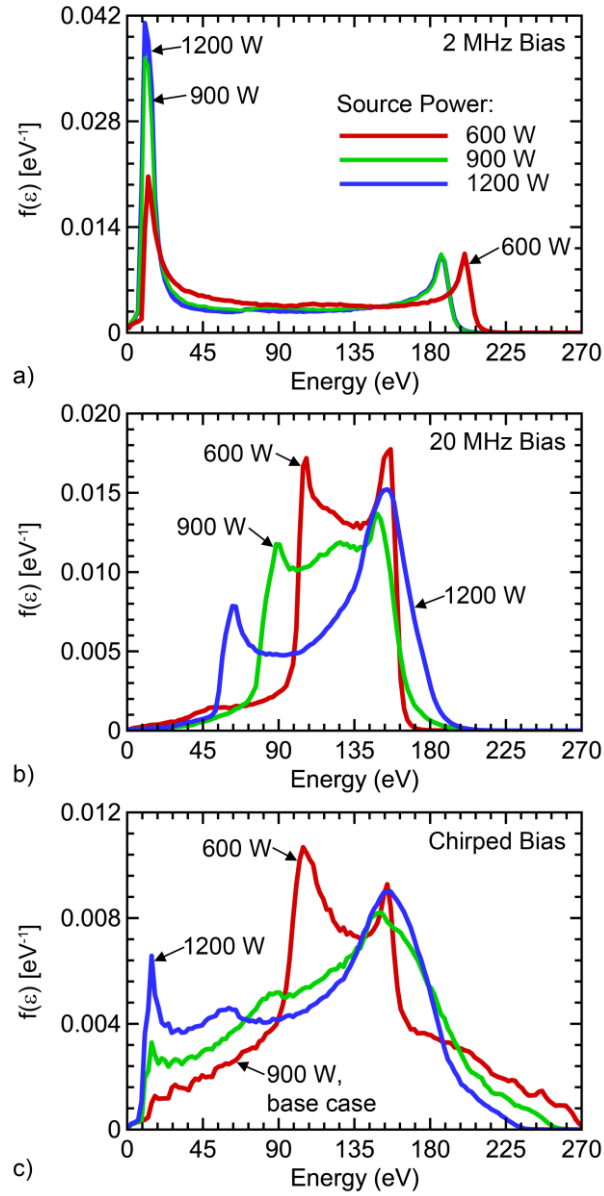 0.042
1200 W
2 MHz Bias
900 W
Source Power:
600 W
900 W
1200 W
0.028
f(ε) [eV-1]
0.014
600 W
0
0 45 90 135 180 225 270
Energy (eV)
a)
0.020
20 MHz Bias
600 W
0.015
900 W
f(ε) [eV-1]
0.010
1200 W
0.005
0
0 45 90 135 180 225 270
Energy (eV)
b)
0.012
Chirped Bias
600 W
0.008
1200 W
f(ε) [eV-1]
0.004
900 W,
base case
0
0 45 90 135 180 225 270
Energy (eV)
c)